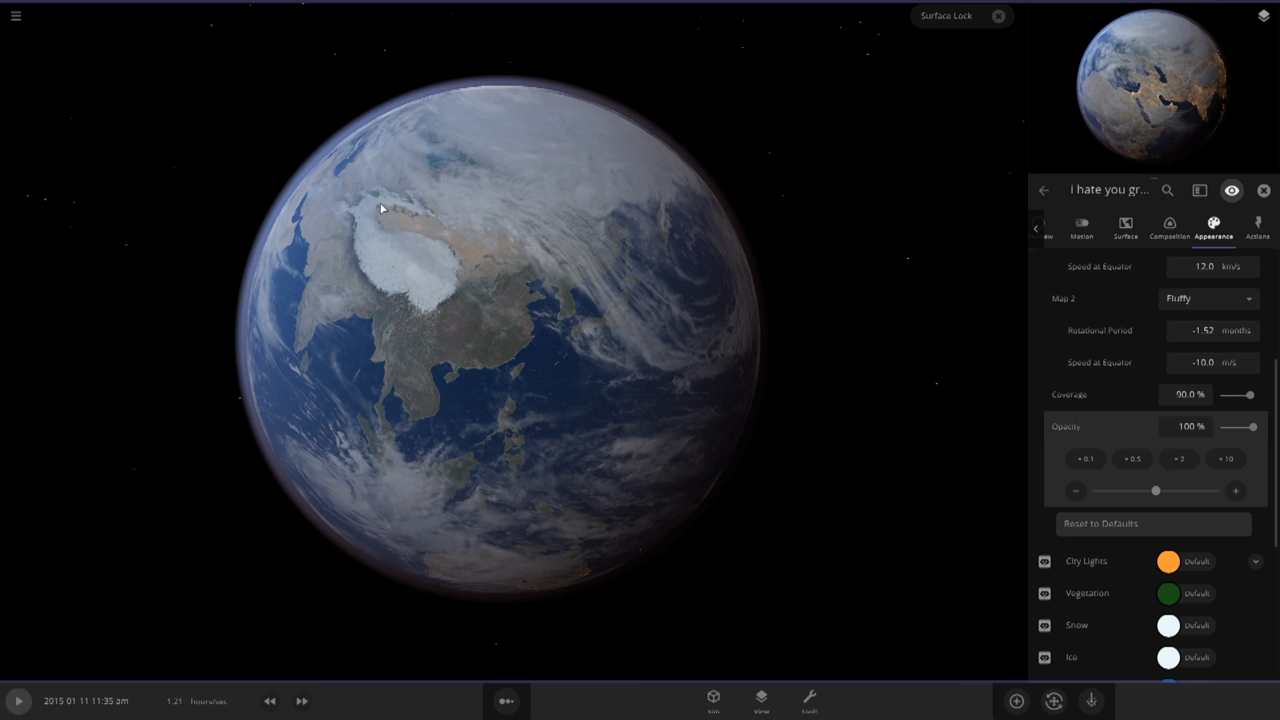 Surface Lock
i hate you gr...
Motion
Surface
Composition
Appearance
Actions
Speed at Equator 12.0 km/s
Map 2 Fluffy
Rotational Period -1.52 months
Speed at Equator -10.0 m/s
Coverage 90.0 %
Opacity 100 %
÷ 0.1
÷ 0.5
× 2
× 10
Reset to Defaults
City Lights Default
Vegetation Default
Snow Default
Ice Default
2015 01 11 11:35 am
1.21 hours/sec
Sim
View
Tools